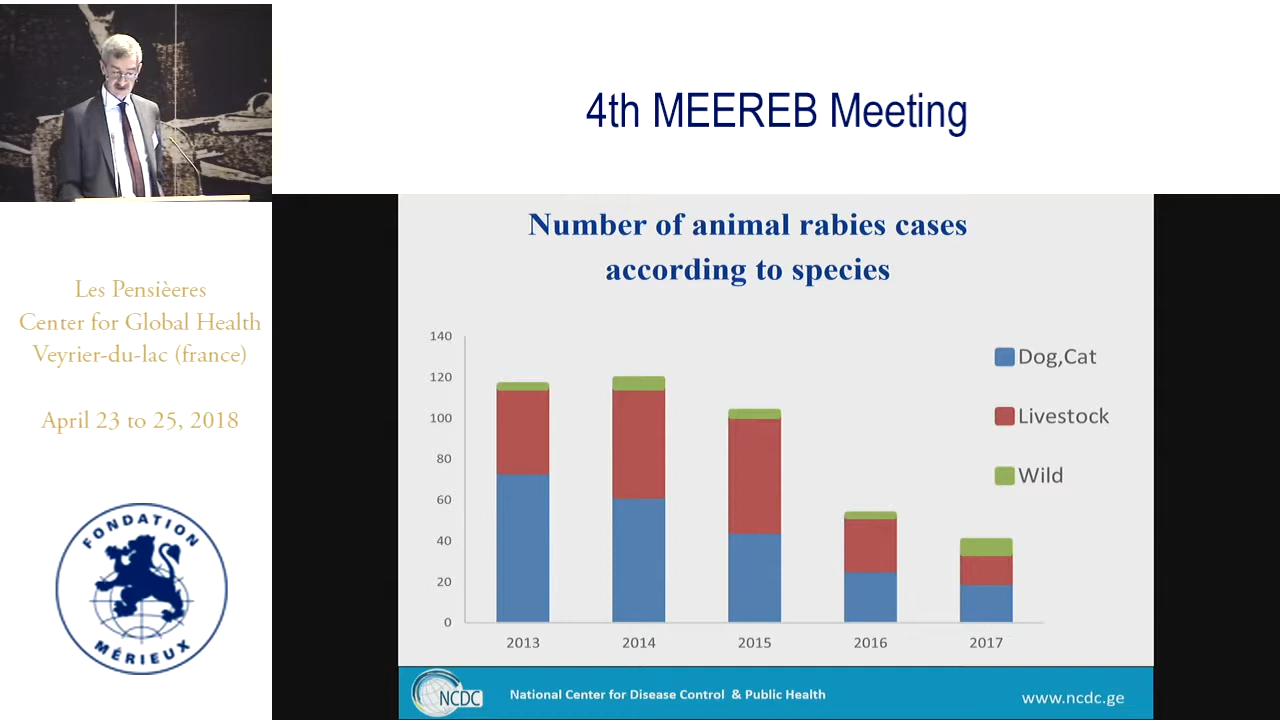 4th MEEREB Meeting
Les Pensièeres
Center for Global Health
Veyrier-du-lac (france)
April 23 to 25, 2018
FONDATION
MÉRIEUX
Number of animal rabies cases
according to species
140
120
100
80
60
40
20
0
2013
2014
2015
2016
2017
Dog,Cat
Livestock
Wild
NCDC
National Center for Disease Control & Public Health
www.ncdc.ge